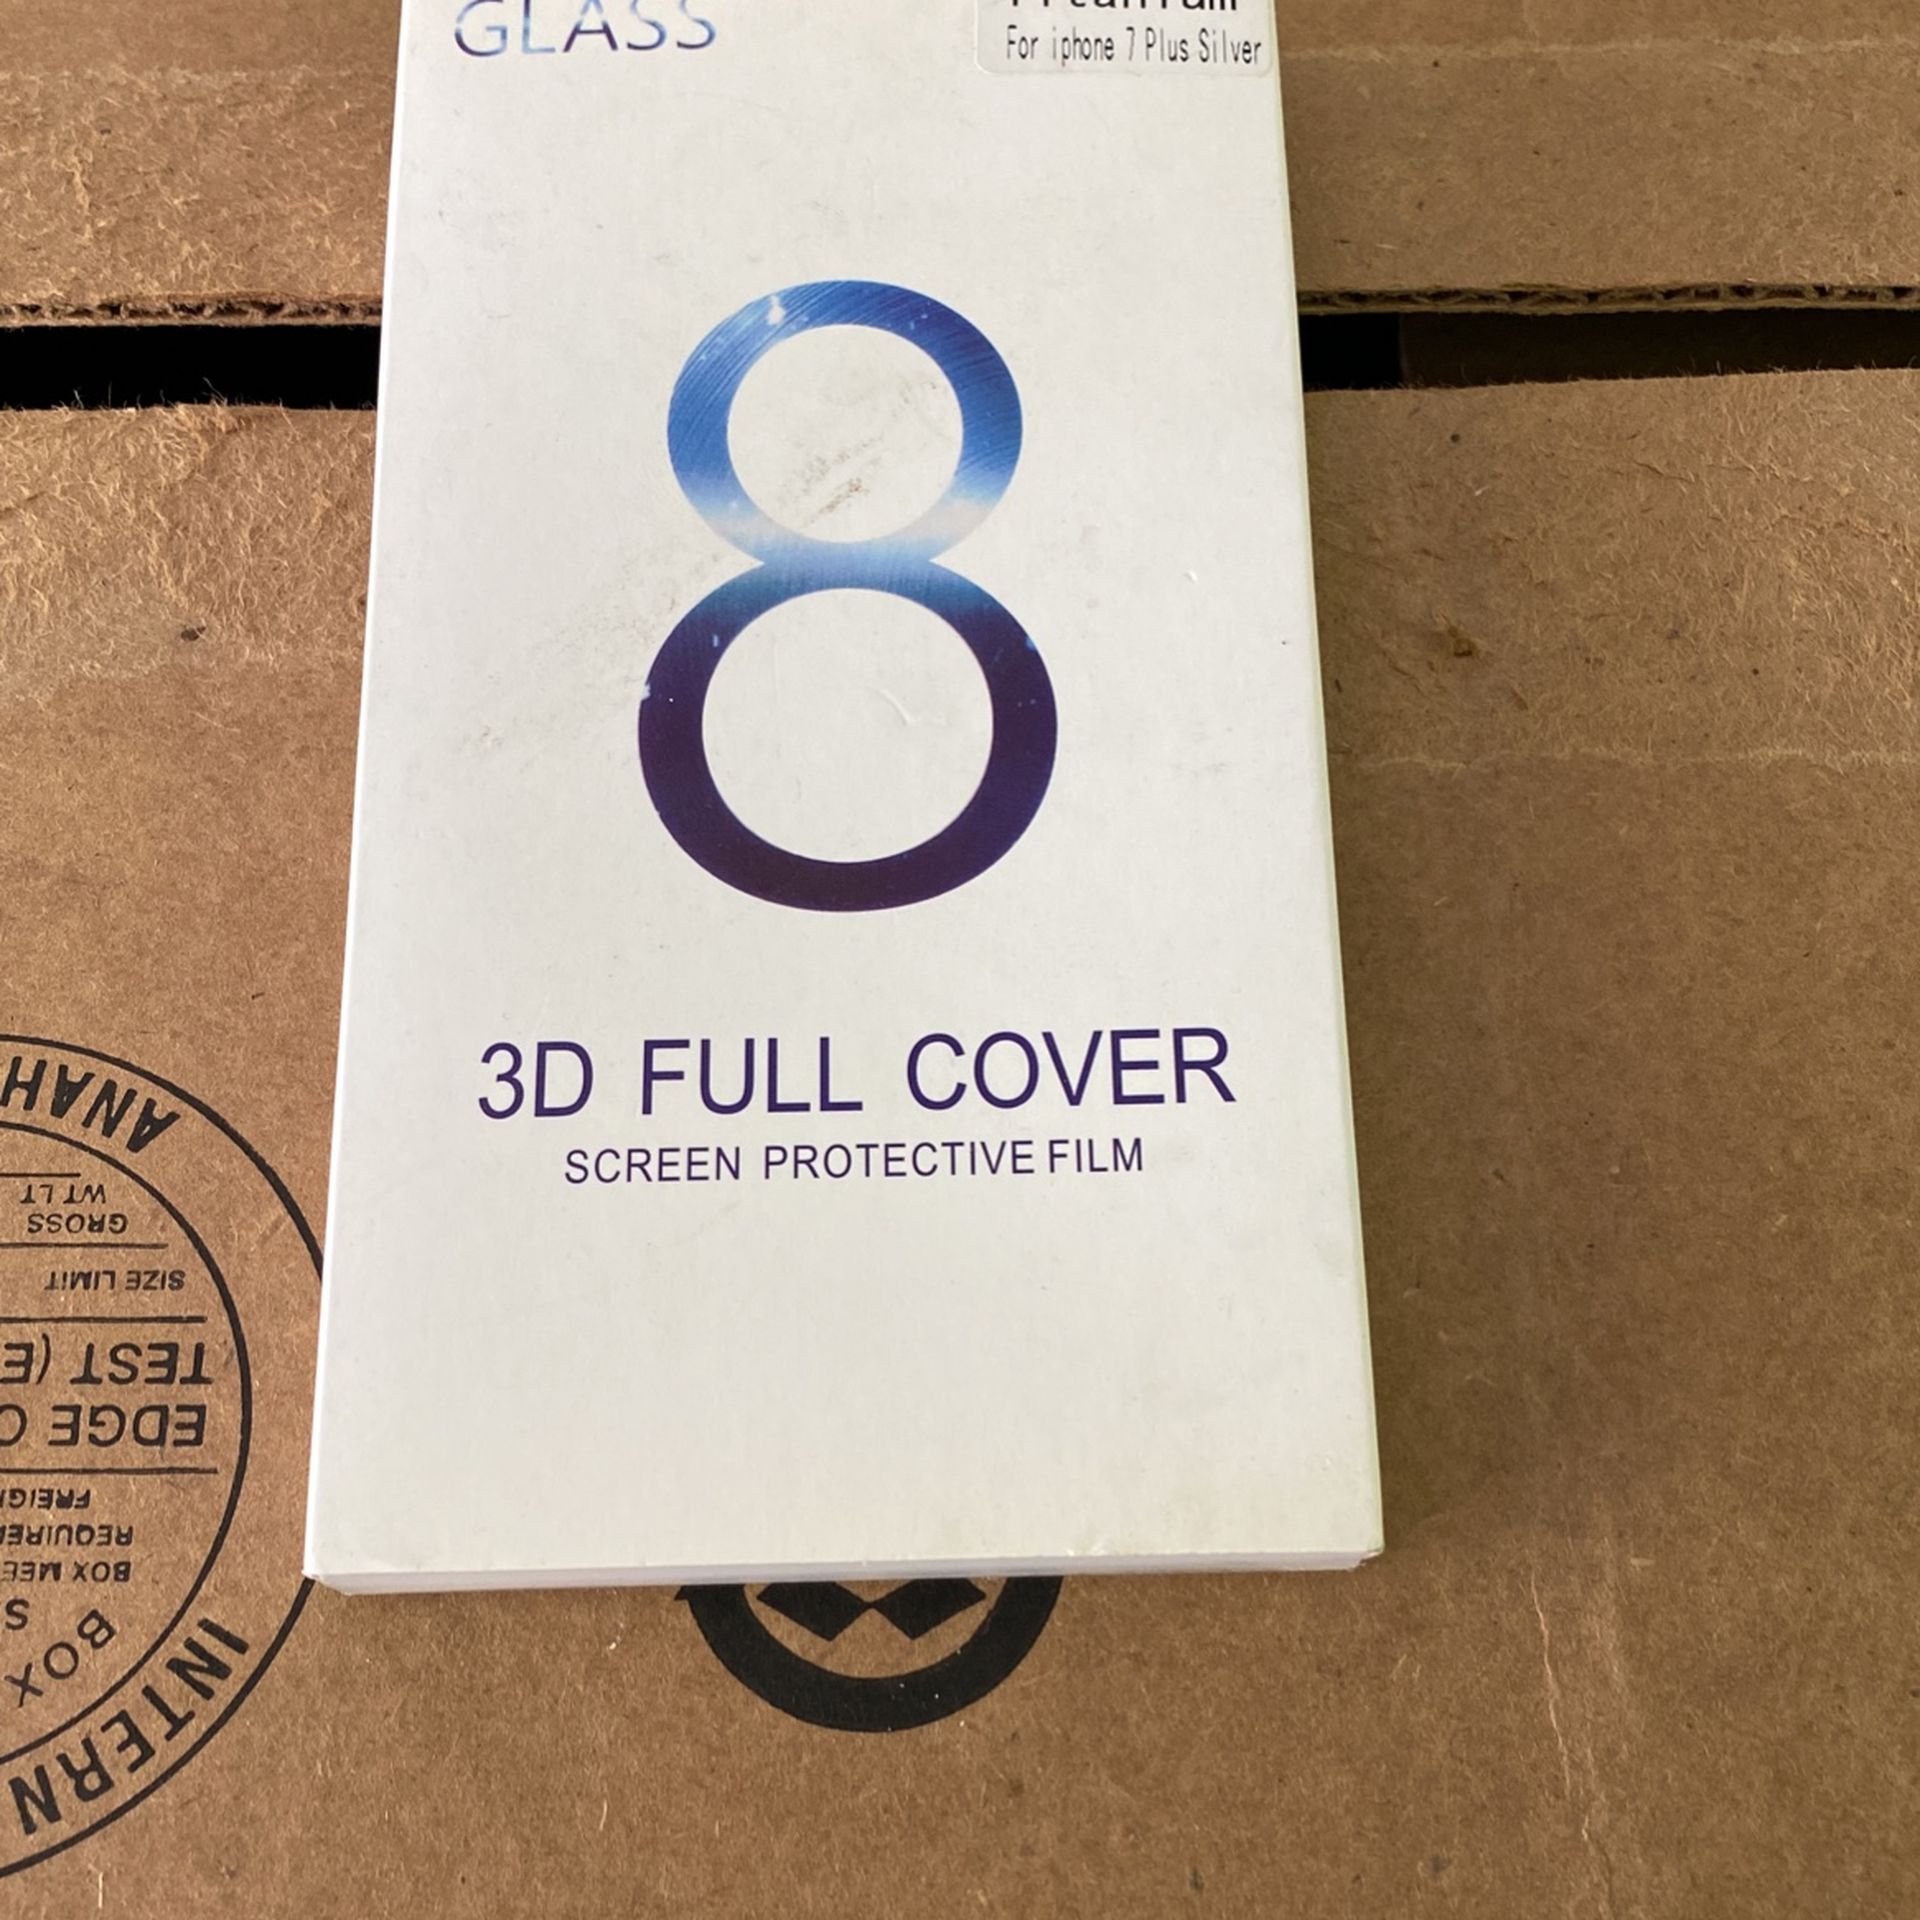 GLASS
Titanium
For iphone 7 Plus Silver
8
3D FULL COVER
SCREEN PROTECTIVE FILM
ANAH
WT LT
GROSS
SIZE LIMIT
TEST (E
EDGE
REQUIRE
BOX MEE
S
BOX
INTERN